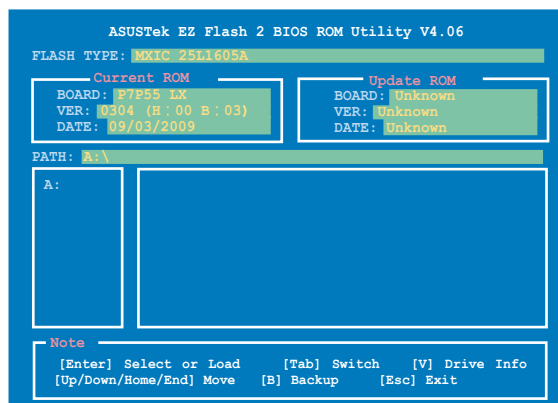 ASUSTek EZ Flash 2 BIOS ROM Utility V4.06
FLASH TYPE: MXIC 25L1605A
Current ROM
BOARD: P7P55 LX
VER: 0304 (H:00 B:03)
DATE: 09/03/2009
Update ROM
BOARD: Unknown
VER: Unknown
DATE: Unknown
PATH: A:\
A:
Note
[Enter] Select or Load [Tab] Switch [V] Drive Info
[Up/Down/Home/End] Move [B] Backup [Esc] Exit